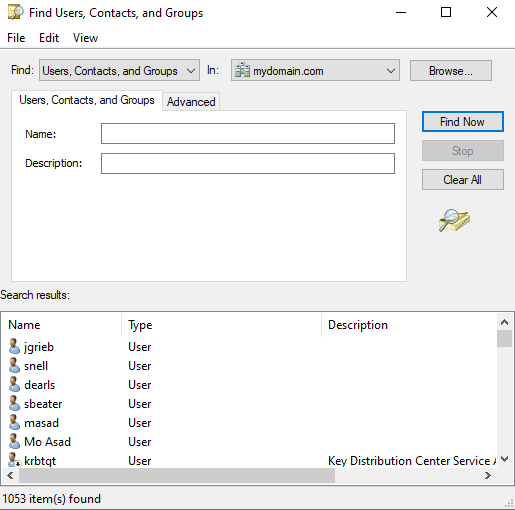 Find Users, Contacts, and Groups
File Edit View
Find: Users, Contacts, and Groups In: mydomain.com Browse...
Users, Contacts, and Groups Advanced
Find Now
Name:
Stop
Description:
Clear All
Search results:
Name Type Description
jgrieb User
snell User
dearls User
sbeater User
masad User
Mo Asad User
krbtgt User Key Distribution Center Service A
1053 item(s) found